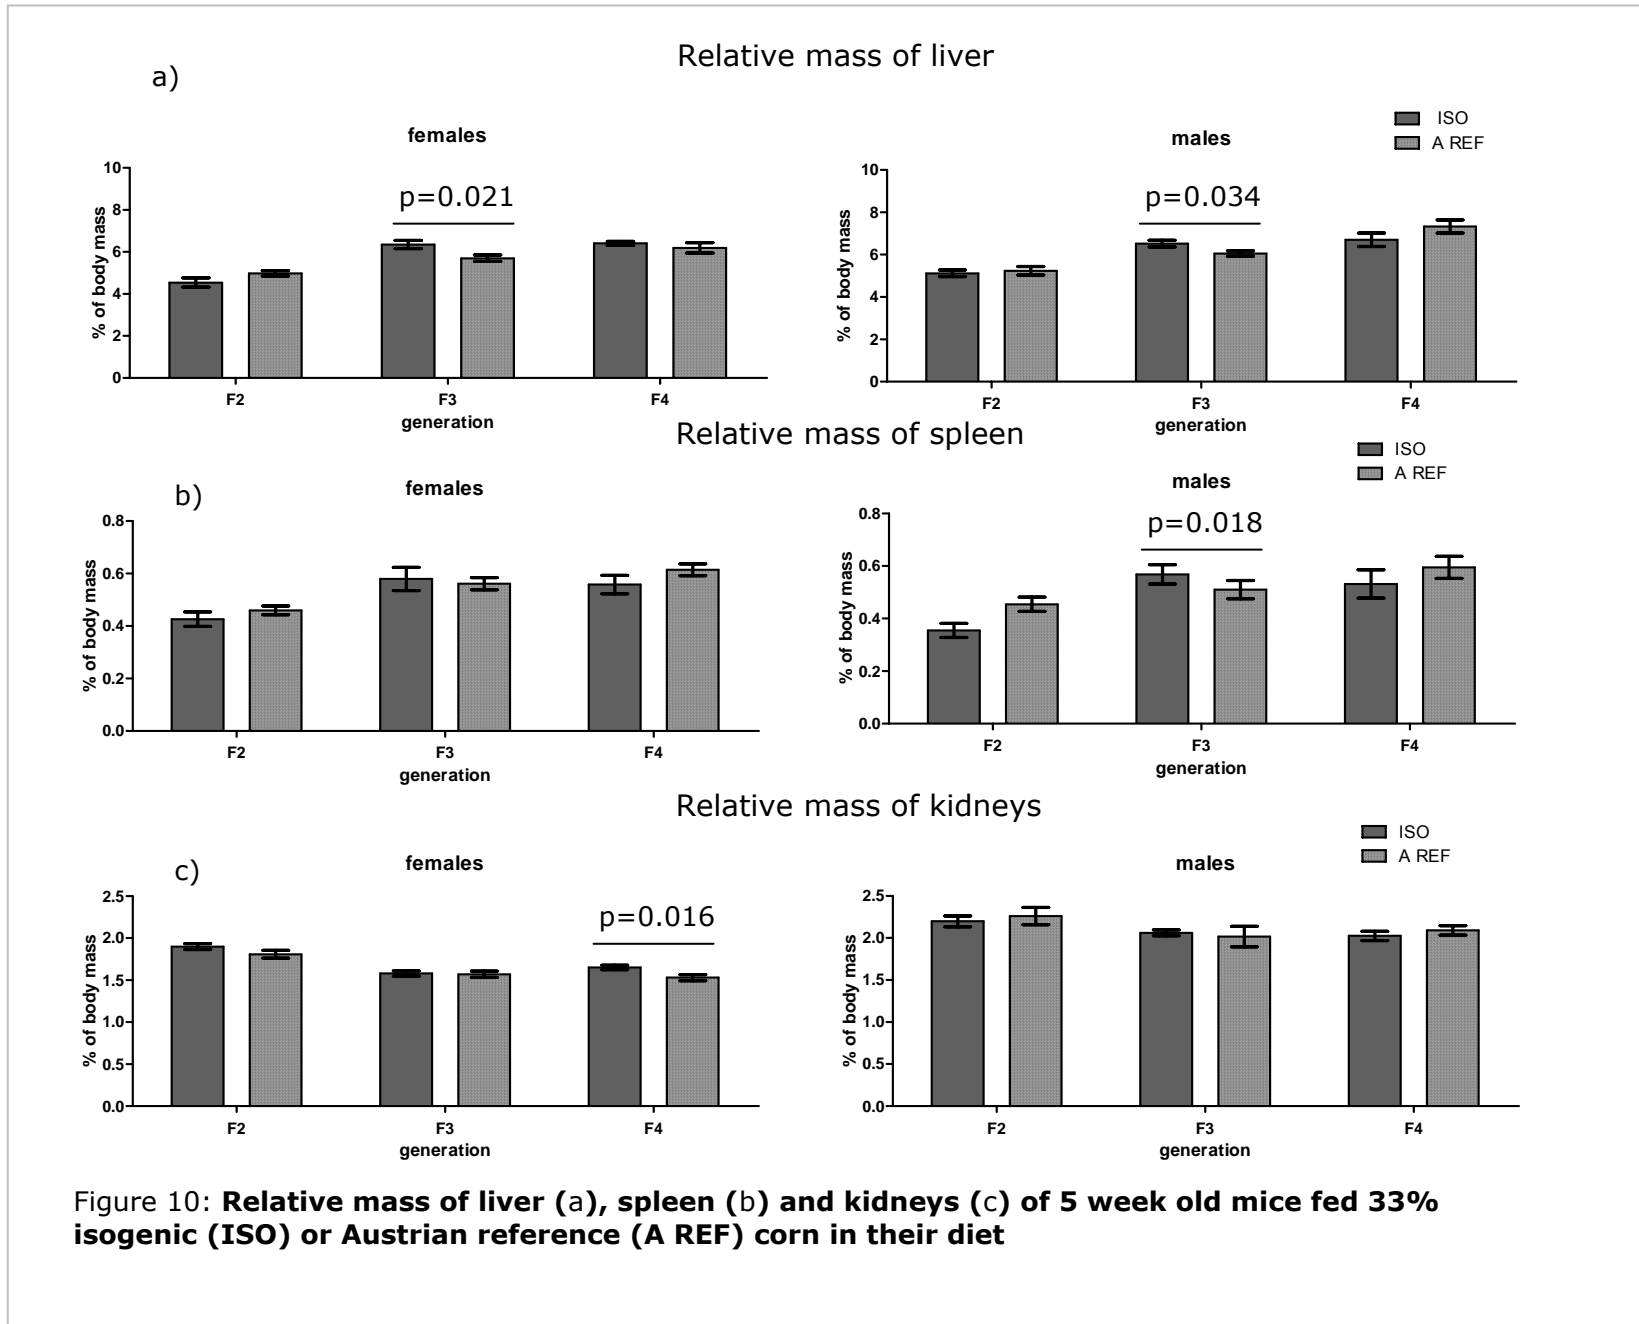 Relative mass of liver
a)
females
males
ISO
A REF
10
8
6
4
2
0
% of body mass
p=0.021
F2
F3
F4
generation
10
8
6
4
2
0
% of body mass
p=0.034
F2
F3
F4
generation
Relative mass of spleen
b)
females
males
ISO
A REF
0.8
0.6
0.4
0.2
0.0
% of body mass
F2
F3
F4
generation
0.8
0.6
0.4
0.2
0.0
% of body mass
p=0.018
F2
F3
F4
generation
Relative mass of kidneys
c)
females
males
ISO
A REF
2.5
2.0
1.5
1.0
0.5
0.0
% of body mass
p=0.016
F2
F3
F4
generation
2.5
2.0
1.5
1.0
0.5
0.0
% of body mass
F2
F3
F4
generation
Figure 10: Relative mass of liver (a), spleen (b) and kidneys (c) of 5 week old mice fed 33%
isogenic (ISO) or Austrian reference (A REF) corn in their diet